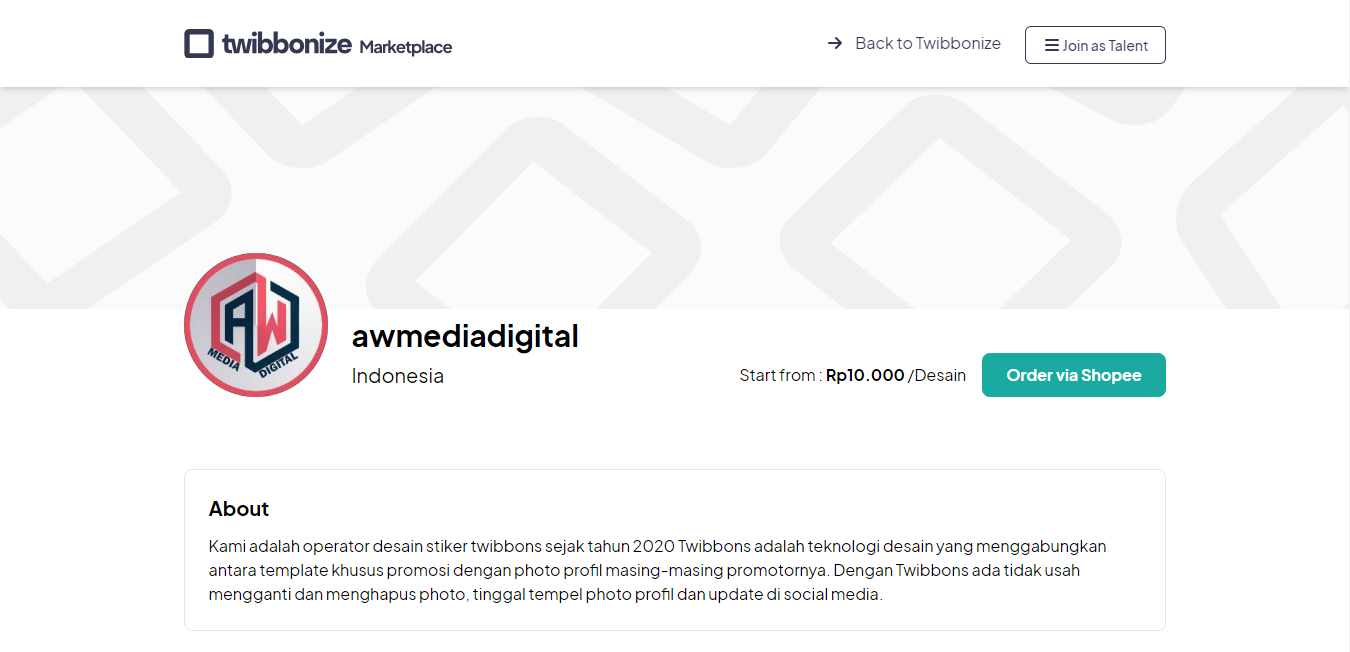 twibbonize Marketplace
Back to Twibbonize
Join as Talent
AW
MEDIA DIGITAL
awmediadigital
Indonesia
Start from : Rp10.000 /Desain
Order via Shopee
About
Kami adalah operator desain stiker twibbons sejak tahun 2020 Twibbons adalah teknologi desain yang menggabungkan
antara template khusus promosi dengan photo profil masing-masing promotornya. Dengan Twibbons ada tidak usah
mengganti dan menghapus photo, tinggal tempel photo profil dan update di social media.